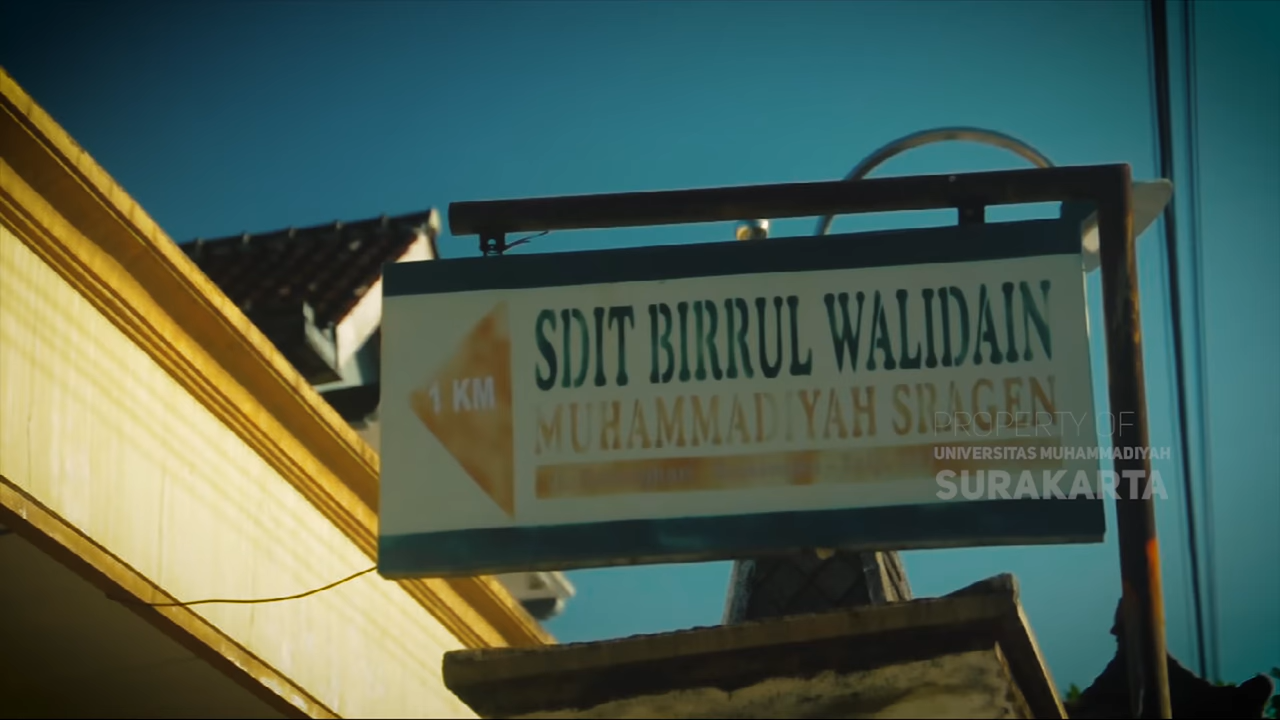 1 KM
SDIT BIRRUL WALIDAIN
MUHAMMADIYAH SRAGEN
PROPERTY OF
UNIVERSITAS MUHAMMADIYAH
SURAKARTA